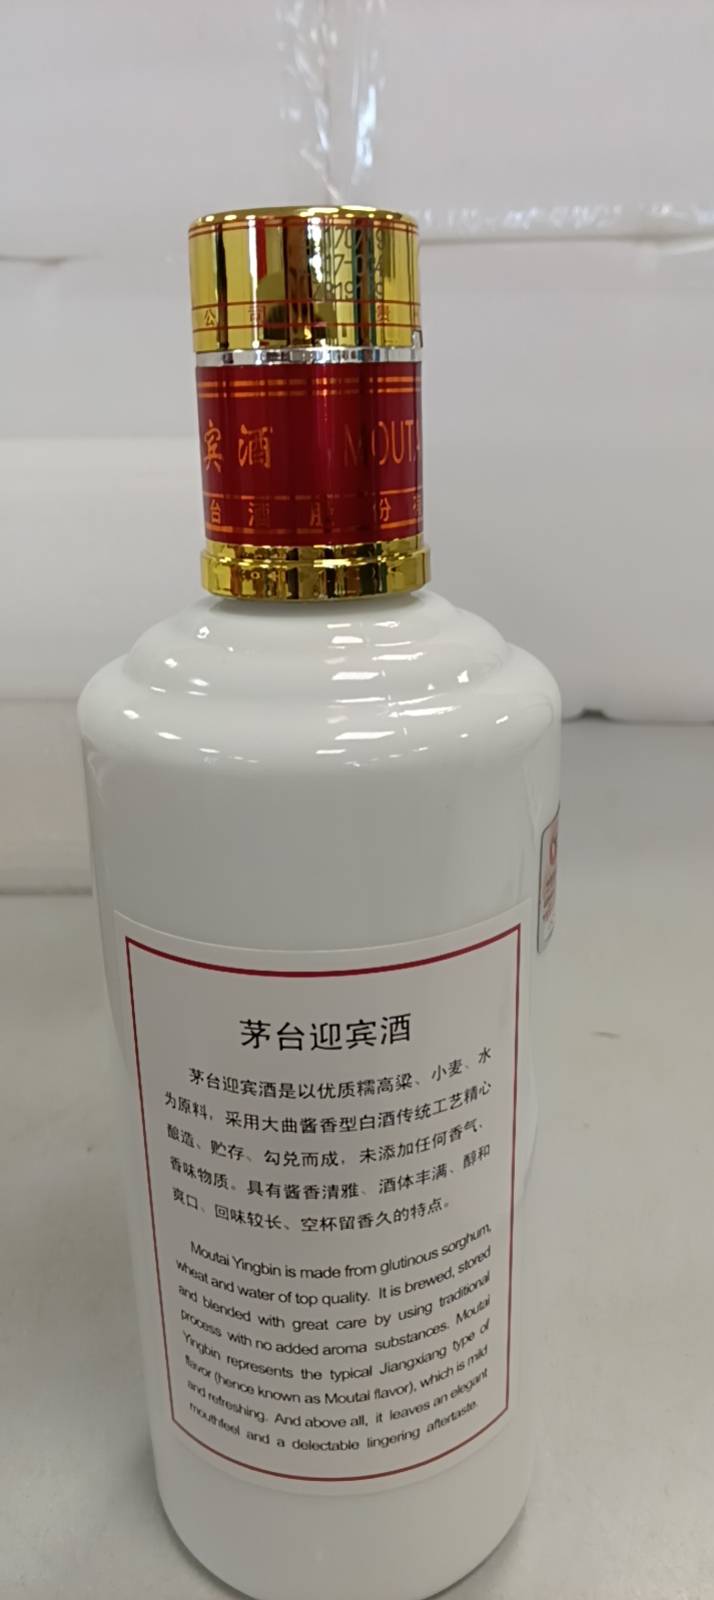 公司
宾酒 MOUTA
台酒股份有
茅台迎宾酒
茅台迎宾酒是以优质糯高粱、小麦、水
为原料，采用大曲酱香型白酒传统工艺精心
酿造、贮存、勾兑而成，未添加任何香气、
香味物质。具有酱香清雅、酒体丰满、醇和
爽口、回味较长、空杯留香久的特点。
Moutai Yingbin is made from glutinous sorghum,
wheat and water of top quality. It is brewed, stored
and blended with great care by using traditional
process with no added aroma substances. Moutai
Yingbin represents the typical Jiangxiang type of
flavor (hence known as Moutai flavor), which is mild
and refreshing. And above all, it leaves an elegant
mouthfeel and a delectable lingering aftertaste.